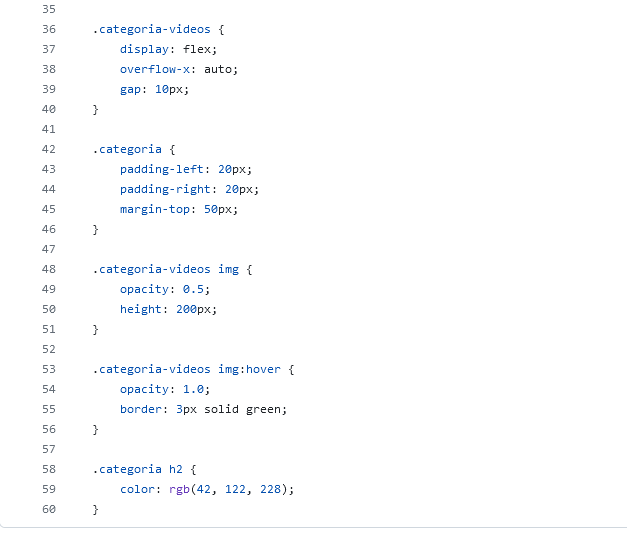 35
36 .categoria-videos {
37 display: flex;
38 overflow-x: auto;
39 gap: 10px;
40 }
41
42 .categoria {
43 padding-left: 20px;
44 padding-right: 20px;
45 margin-top: 50px;
46 }
47
48 .categoria-videos img {
49 opacity: 0.5;
50 height: 200px;
51 }
52
53 .categoria-videos img:hover {
54 opacity: 1.0;
55 border: 3px solid green;
56 }
57
58 .categoria h2 {
59 color: rgb(42, 122, 228);
60 }